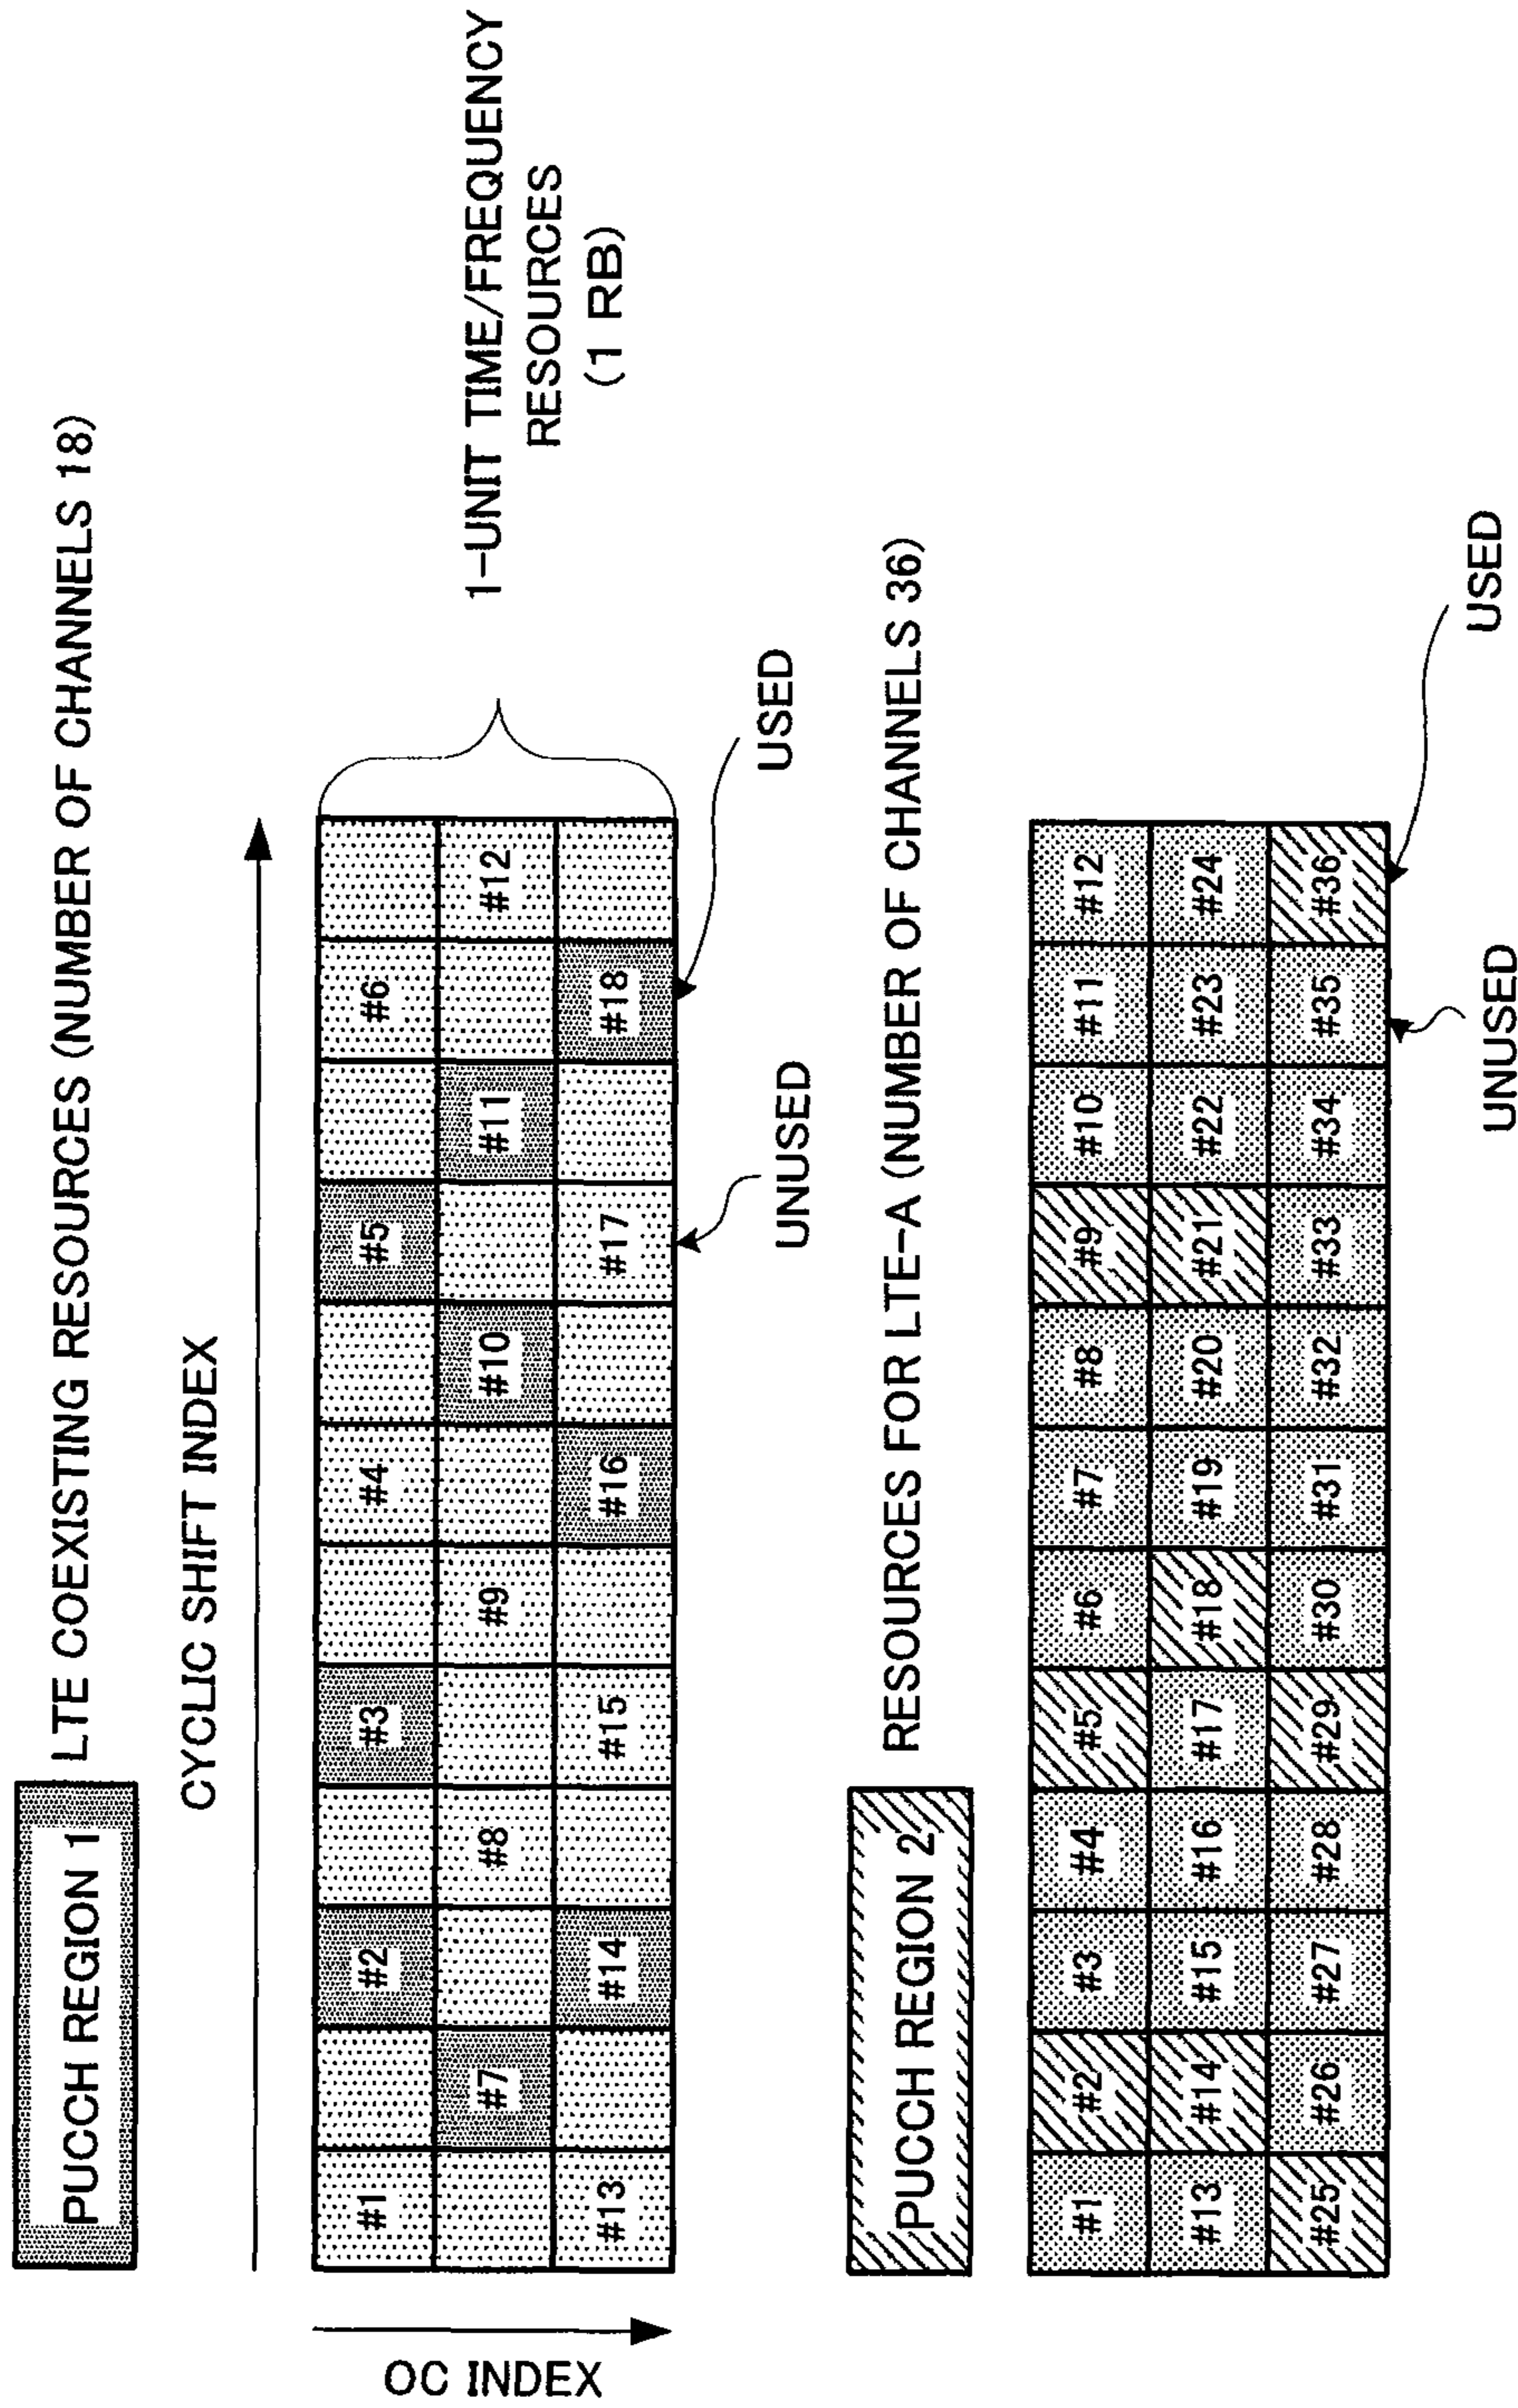 PUCCH REGION 1 LTE COEXISTING RESOURCES (NUMBER OF CHANNELS 18)
CYCLIC SHIFT INDEX
OC INDEX
#1 #2 #3 #4 #5 #6
#7 #8 #9 #10 #11 #12
#13 #14 #15 #16 #17 #18
1-UNIT TIME/FREQUENCY
RESOURCES
(1 RB)
UNUSED USED
PUCCH REGION 2 RESOURCES FOR LTE-A (NUMBER OF CHANNELS 36)
#1 #2 #3 #4 #5 #6 #7 #8 #9 #10 #11 #12
#13 #14 #15 #16 #17 #18 #19 #20 #21 #22 #23 #24
#25 #26 #27 #28 #29 #30 #31 #32 #33 #34 #35 #36
UNUSED USED